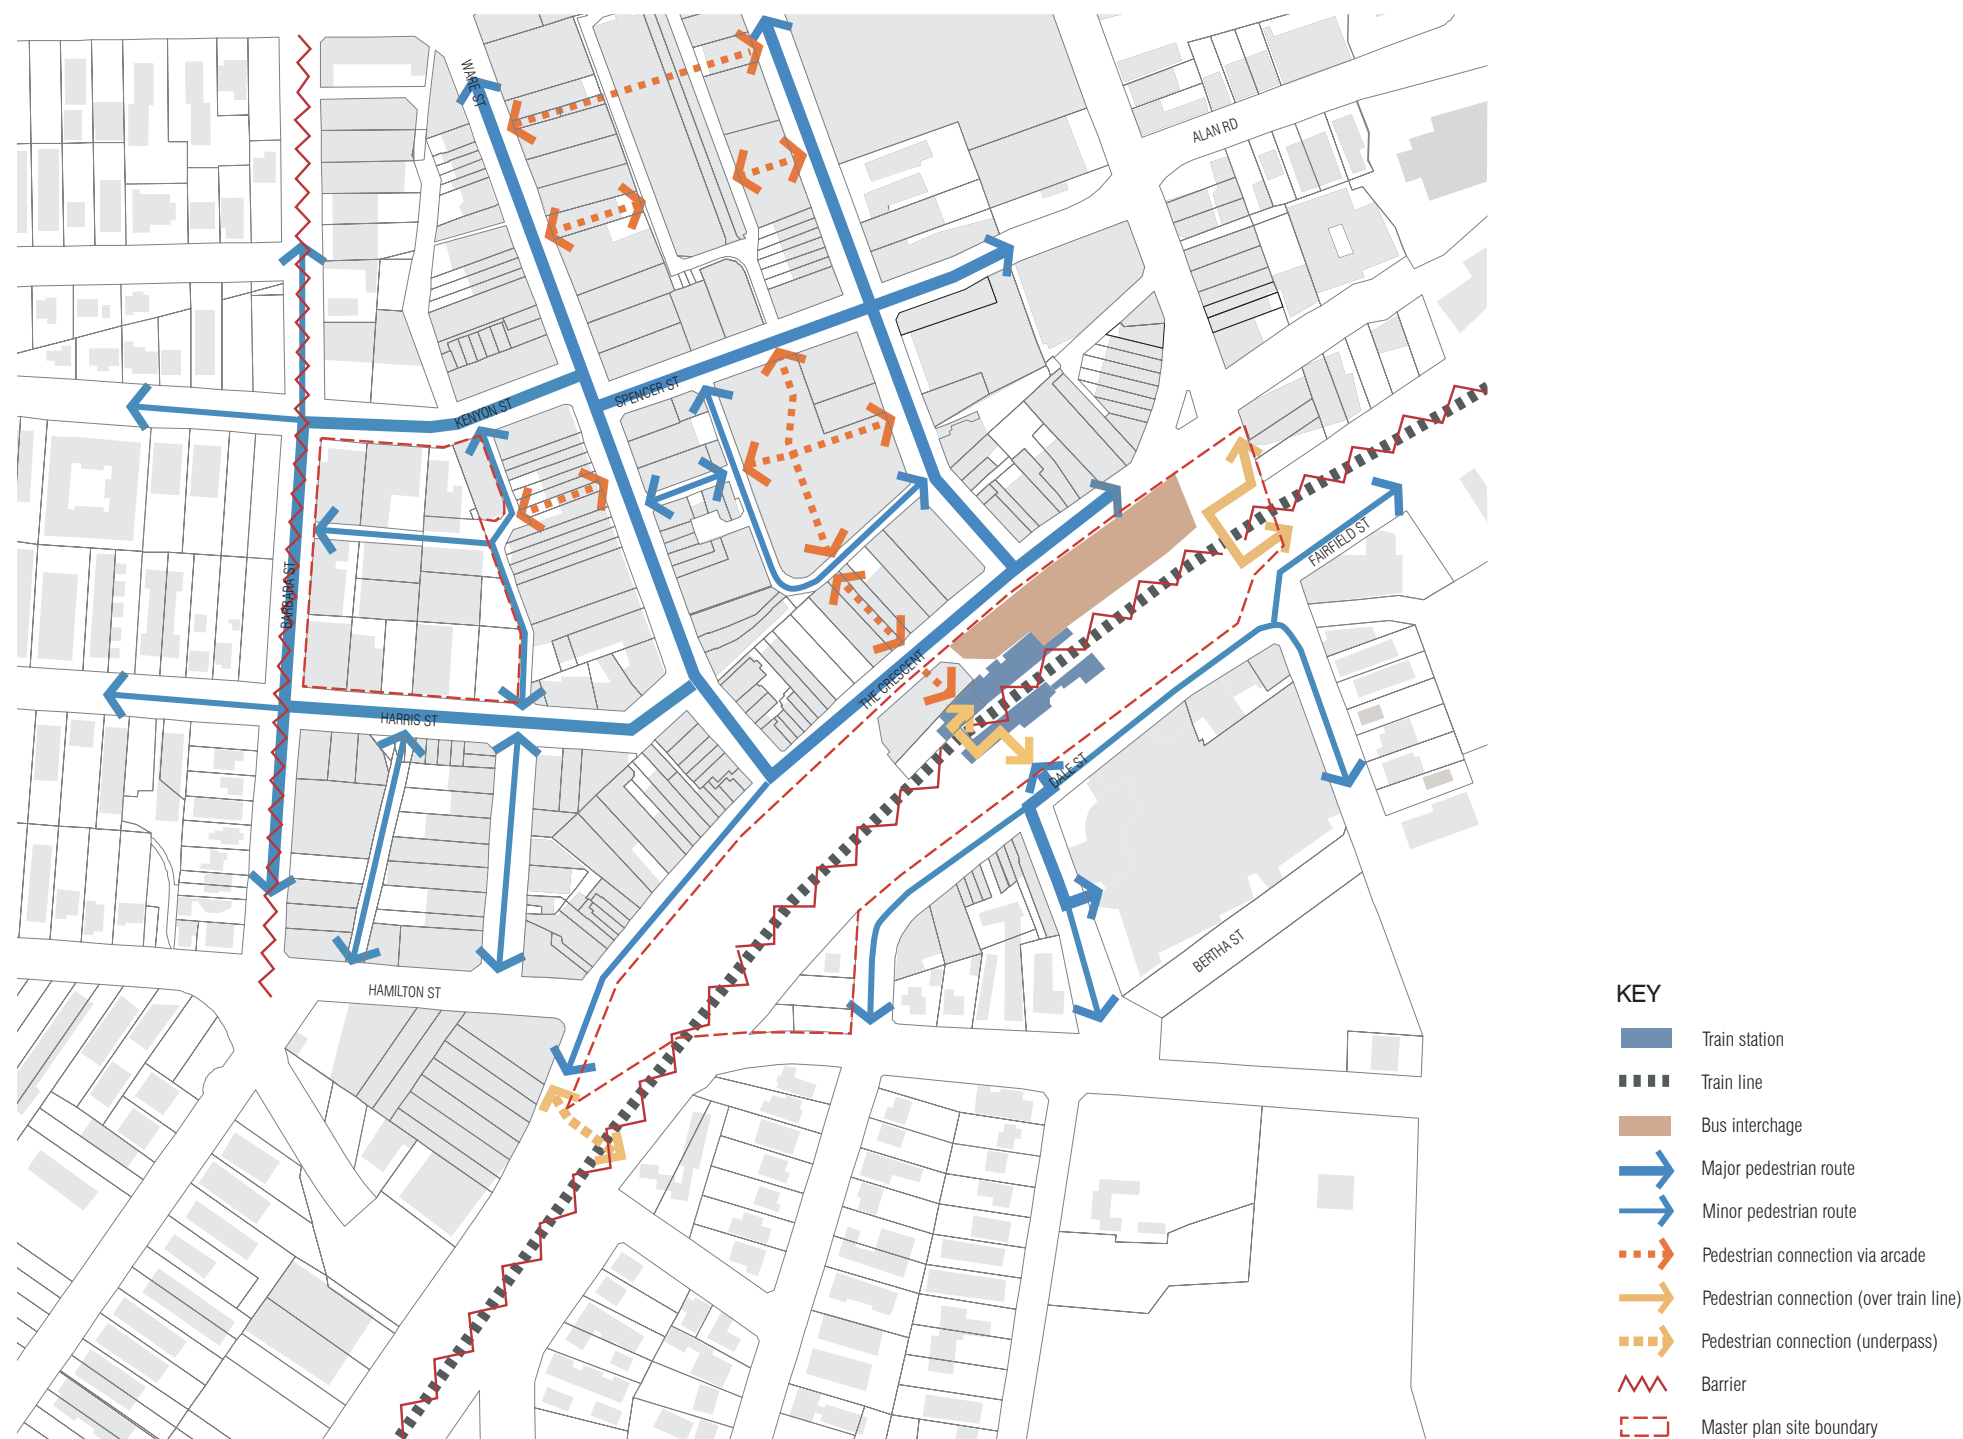 WARE ST
ALAN RD
SPENCER ST
KENYON ST
FAIRFIELD ST
BARBARA ST
THE CRESCENT
HARRIS ST
DALE ST
BERTHA ST
HAMILTON ST
KEY
Train station
Train line
Bus interchage
Major pedestrian route
Minor pedestrian route
Pedestrian connection via arcade
Pedestrian connection (over train line)
Pedestrian connection (underpass)
Barrier
Master plan site boundary